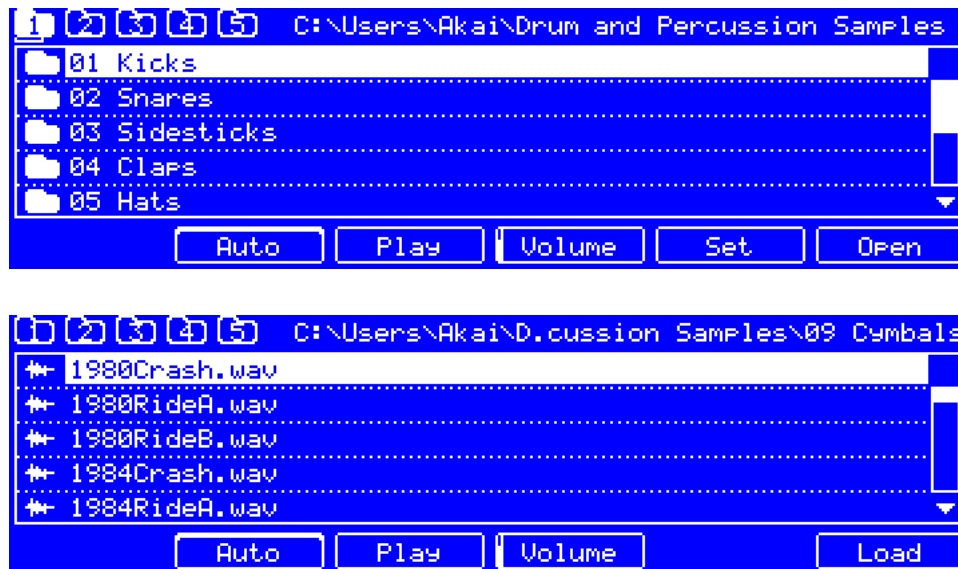 1 2 3 4 5 C:\Users\Akai\Drum and Percussion Samples
01 Kicks
02 Snares
03 Sidesticks
04 Claps
05 Hats
Auto Play Volume Set Open
1 2 3 4 5 C:\Users\Akai\D.cussion Samples\09 Cymbals
1980Crash.wav
1980RideA.wav
1980RideB.wav
1984Crash.wav
1984RideA.wav
Auto Play Volume Load